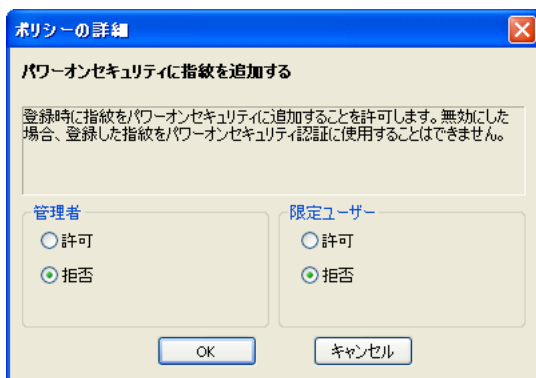 ポリシーの詳細
パワーオンセキュリティに指紋を追加する
登録時に指紋をパワーオンセキュリティに追加することを許可します。無効にした
場合、登録した指紋をパワーオンセキュリティ認証に使用することはできません。
管理者
許可
拒否
限定ユーザー
許可
拒否
OK
キャンセル